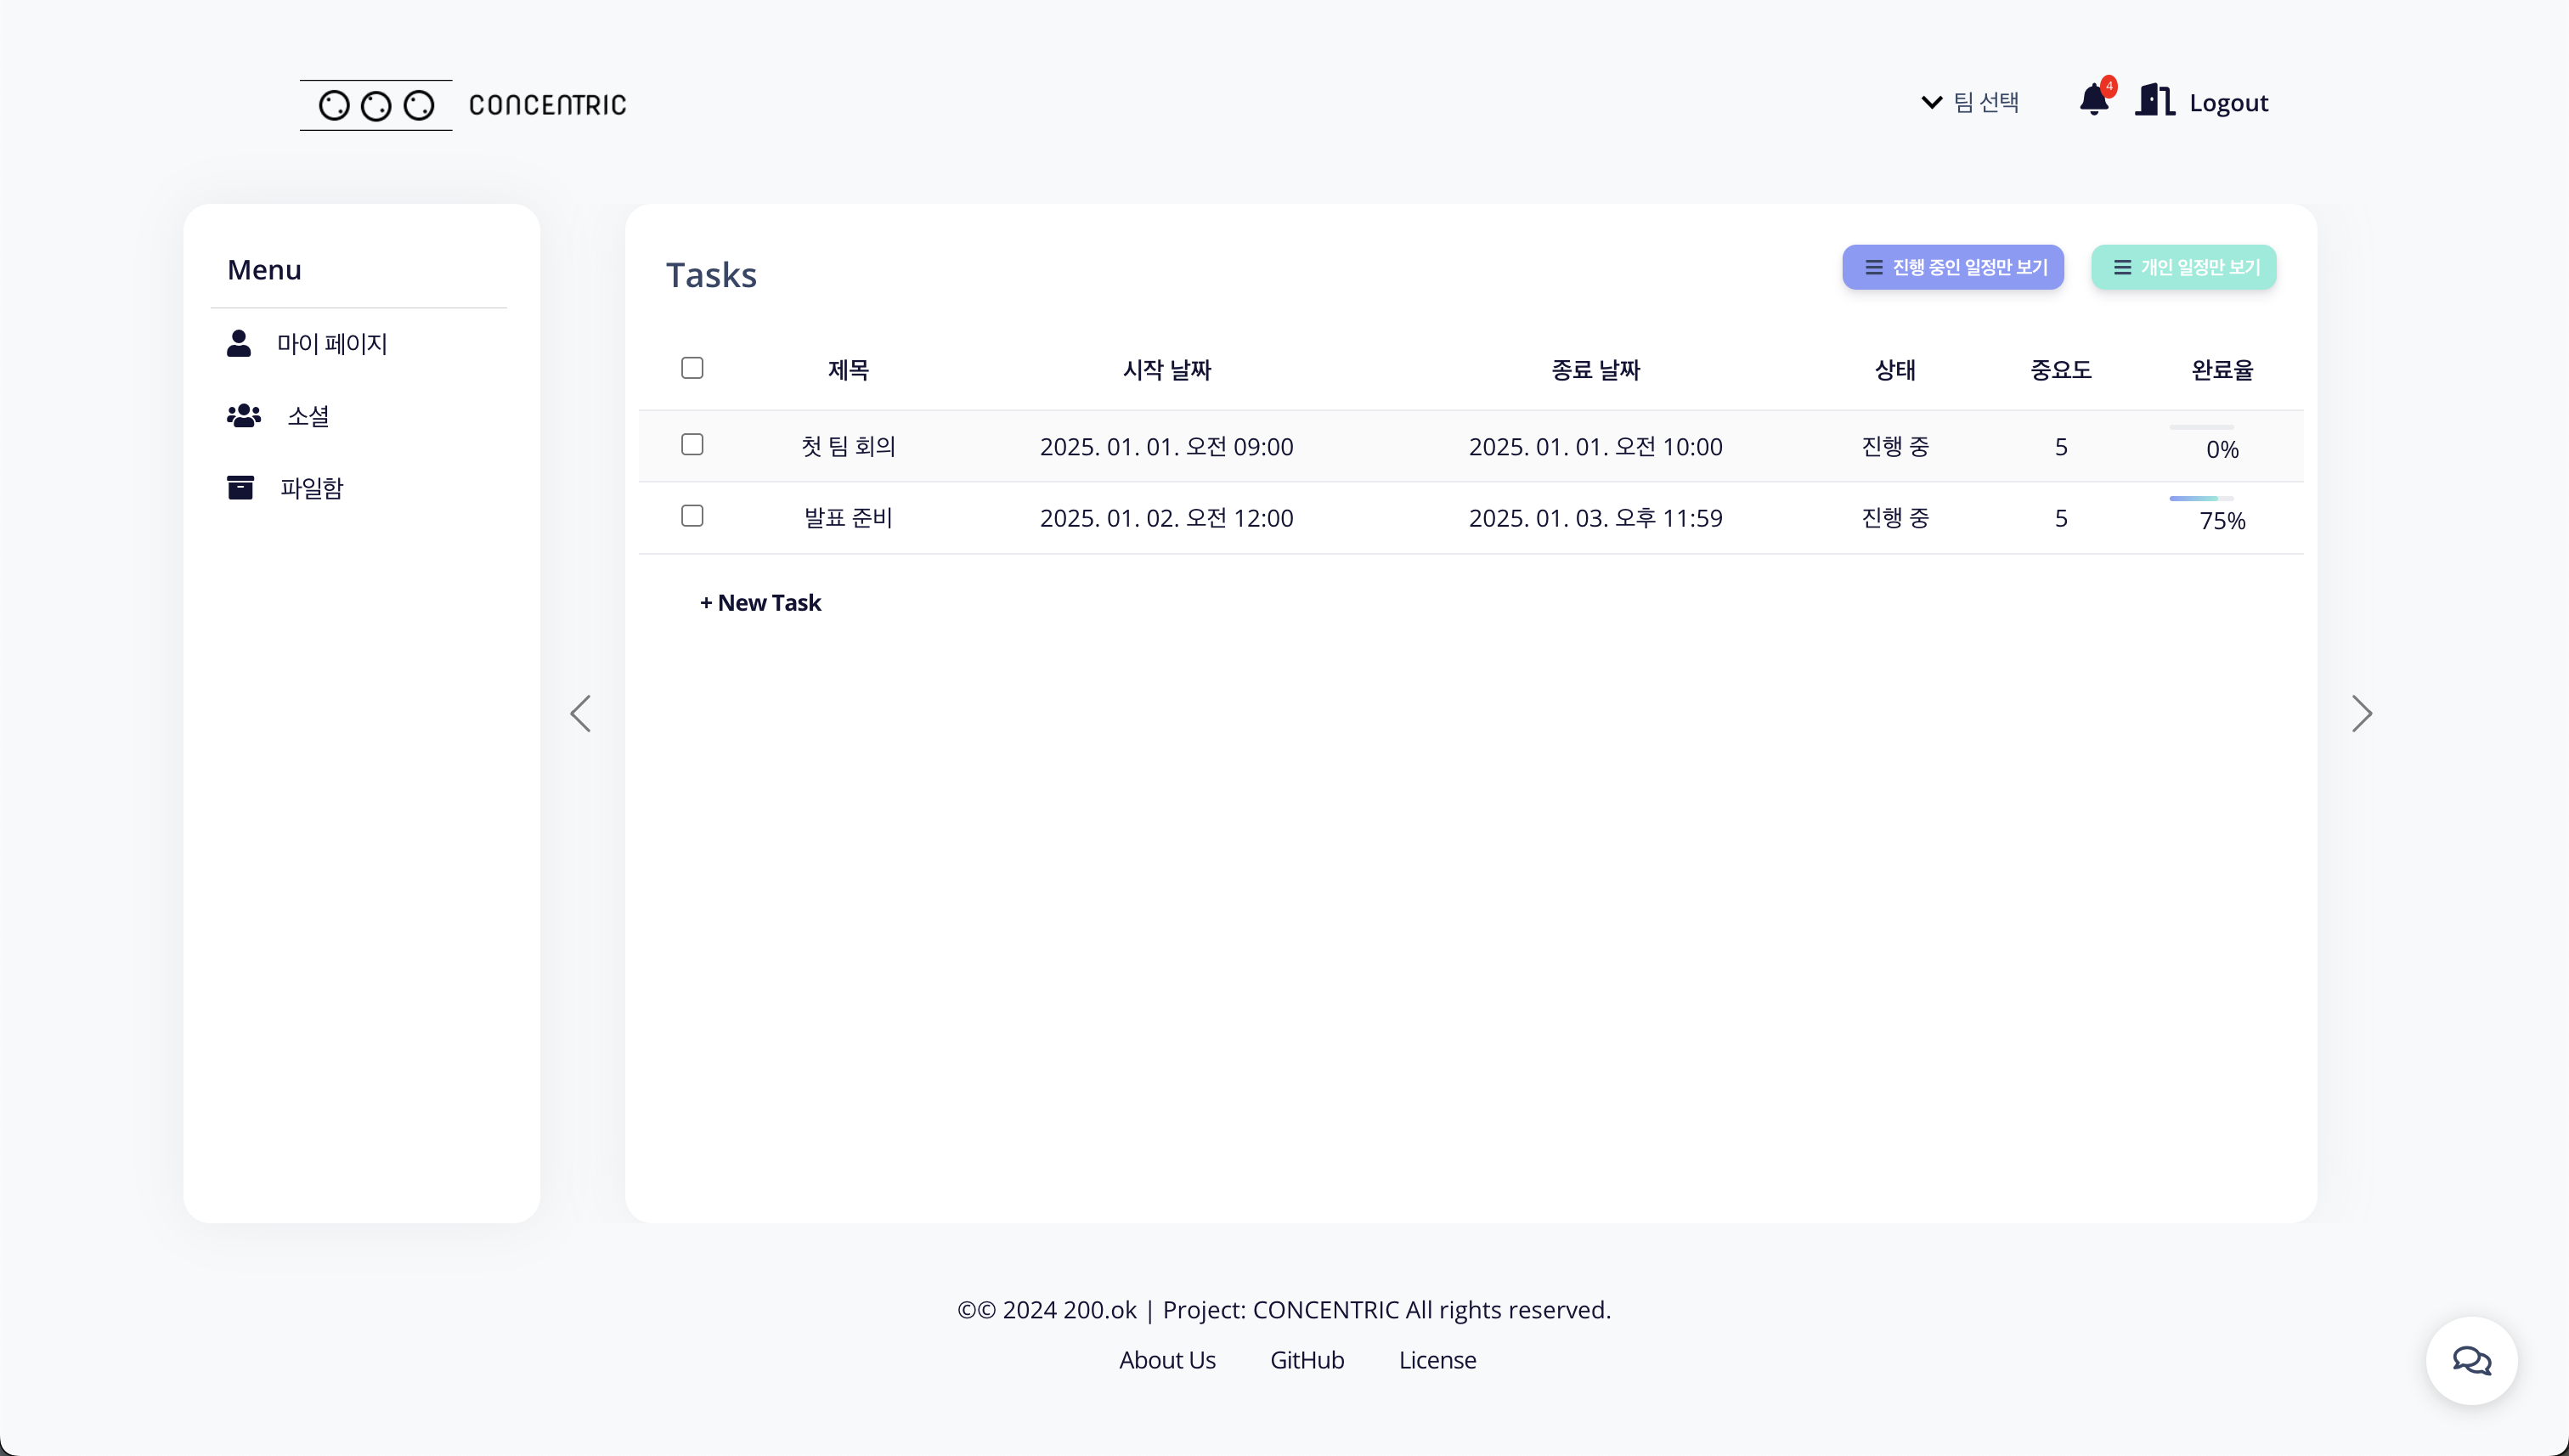 CONCENTRIC
팀 선택
4
Logout
Menu
마이 페이지
소셜
파일함
Tasks
진행 중인 일정만 보기
개인 일정만 보기
제목 시작 날짜 종료 날짜 상태 중요도 완료율
첫 팀 회의 2025. 01. 01. 오전 09:00 2025. 01. 01. 오전 10:00 진행 중 5 0%
발표 준비 2025. 01. 02. 오전 12:00 2025. 01. 03. 오후 11:59 진행 중 5 75%
+ New Task
©© 2024 200.ok | Project: CONCENTRIC All rights reserved.
About Us GitHub License